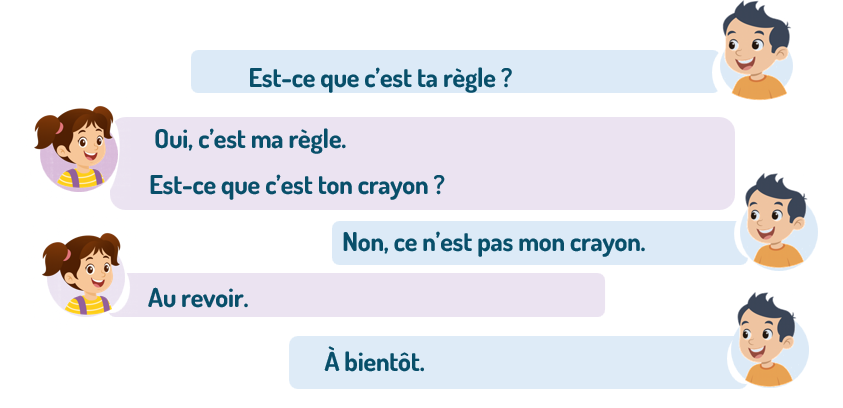 Est-ce que c'est ta règle ?
Oui, c'est ma règle.
Est-ce que c'est ton crayon ?
Non, ce n'est pas mon crayon.
Au revoir.
À bientôt.